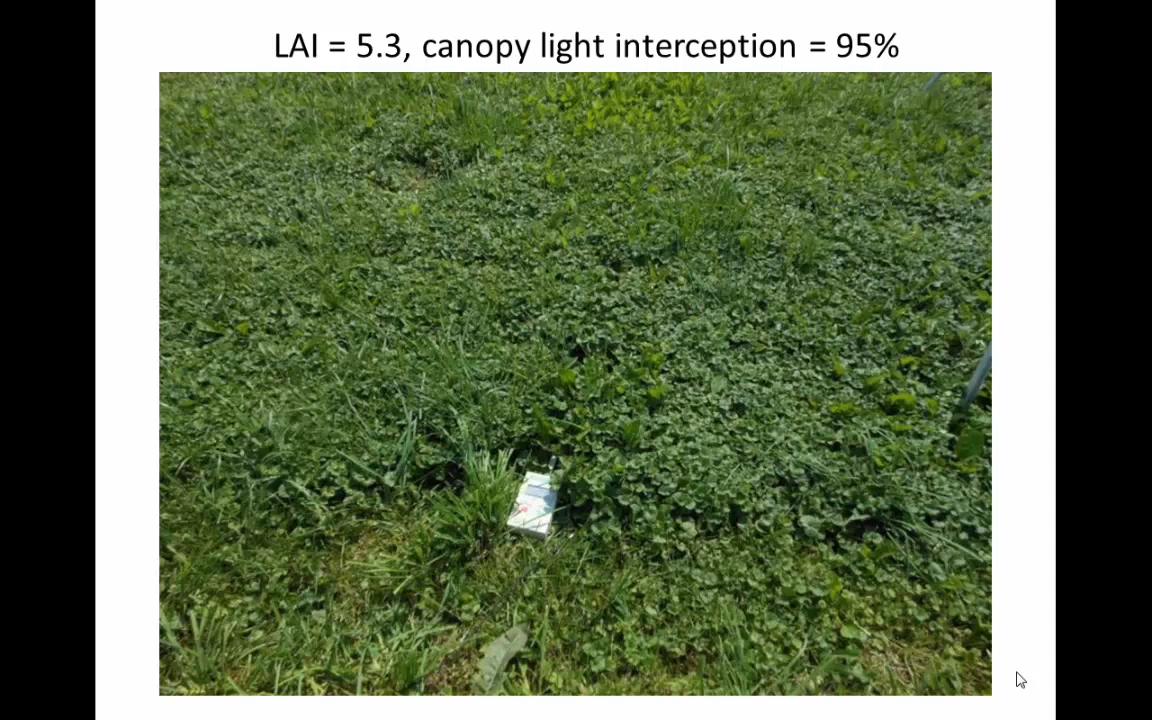 LAI = 5.3, canopy light interception = 95%